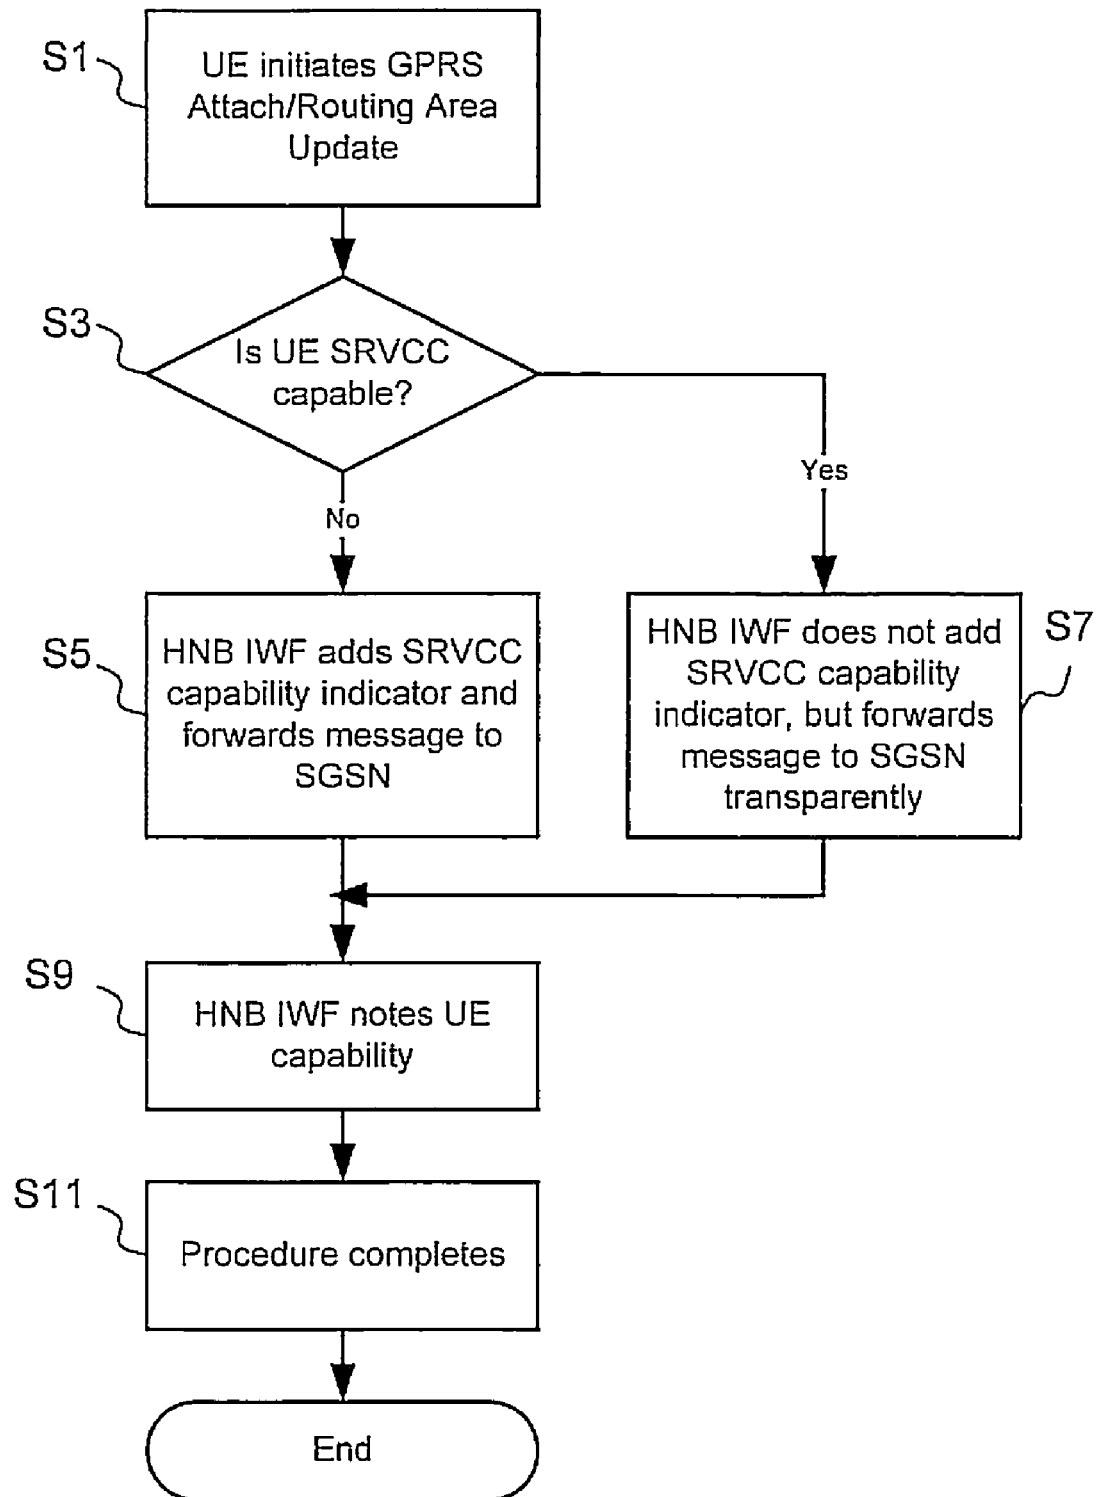 S1
UE initiates GPRS
Attach/Routing Area
Update
S3
Is UE SRVCC
capable?
Yes
No
S5
HNB IWF adds SRVCC
capability indicator and
forwards message to
SGSN
HNB IWF does not add
SRVCC capability
indicator, but forwards
message to SGSN
transparently
S7
S9
HNB IWF notes UE
capability
S11
Procedure completes
End